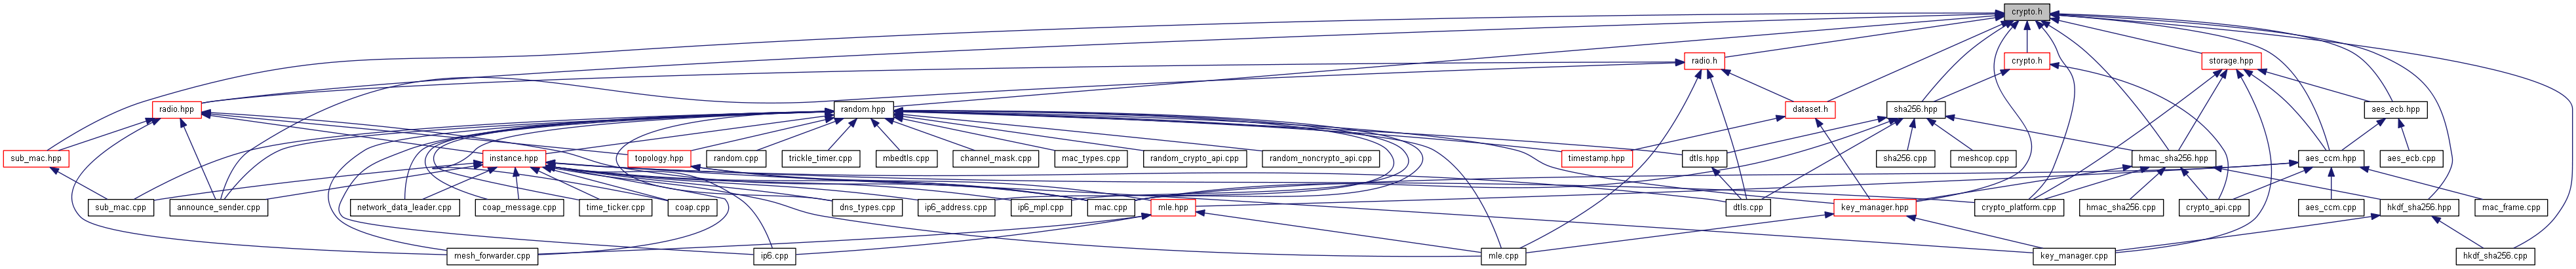 crypto.h
radio.h
crypto.h
storage.hpp
radio.hpp
random.hpp
dataset.h
sha256.hpp
aes_ecb.hpp
sub_mac.hpp
instance.hpp
topology.hpp
random.cpp
trickle_timer.cpp
mbedtls.cpp
channel_mask.cpp
mac_types.cpp
random_crypto_api.cpp
random_noncrypto_api.cpp
timestamp.hpp
dtls.hpp
sha256.cpp
meshcop.cpp
hmac_sha256.hpp
aes_ccm.hpp
aes_ecb.cpp
sub_mac.cpp
announce_sender.cpp
network_data_leader.cpp
coap_message.cpp
time_ticker.cpp
coap.cpp
dns_types.cpp
ip6_address.cpp
ip6_mpl.cpp
mac.cpp
mle.hpp
dtls.cpp
key_manager.hpp
crypto_platform.cpp
hmac_sha256.cpp
crypto_api.cpp
aes_ccm.cpp
hkdf_sha256.hpp
mac_frame.cpp
mesh_forwarder.cpp
ip6.cpp
mle.cpp
key_manager.cpp
hkdf_sha256.cpp